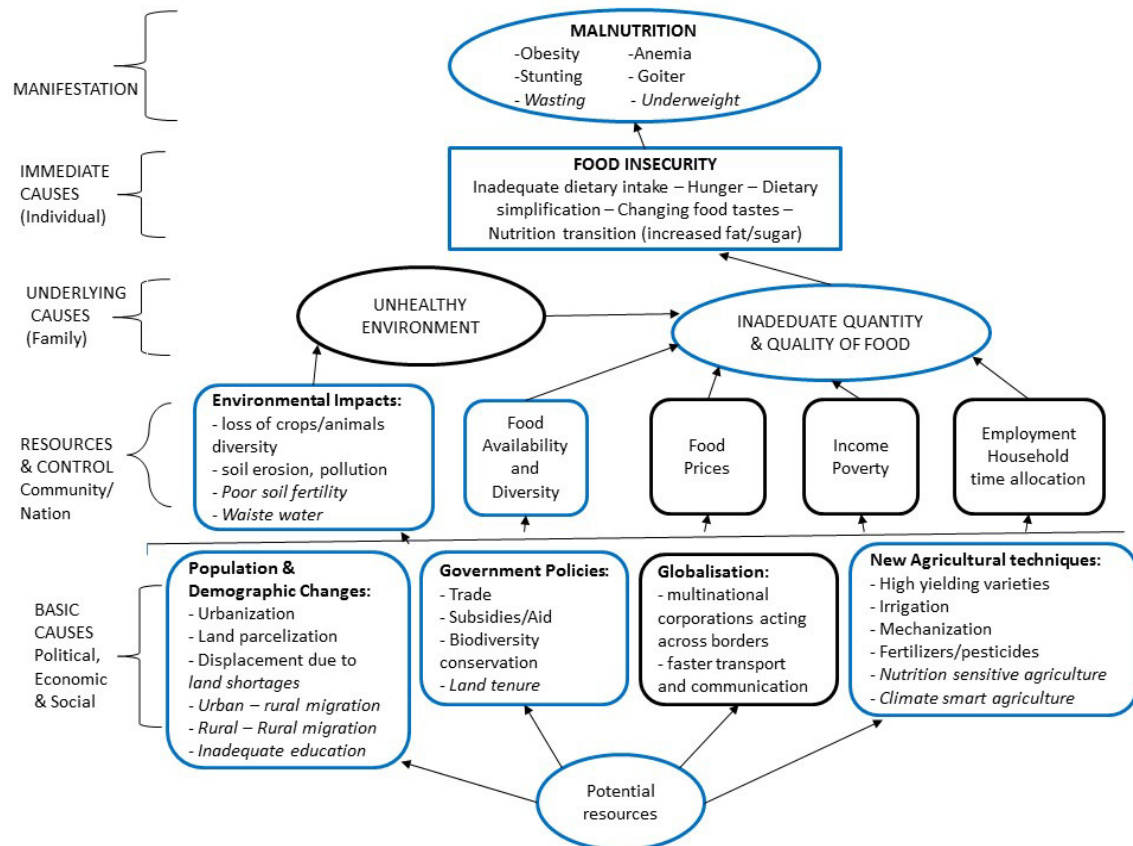 MANIFESTATION
MALNUTRITION
-Obesity -Anemia
-Stunting - Goiter
- Wasting - Underweight
IMMEDIATE
CAUSES
(Individual)
FOOD INSECURITY
Inadequate dietary intake – Hunger – Dietary
simplification – Changing food tastes –
Nutrition transition (increased fat/sugar)
UNDERLYING
CAUSES
(Family)
UNHEALTHY
ENVIRONMENT
INADEDUATE QUANTITY
& QUALITY OF FOOD
RESOURCES
& CONTROL
Community/
Nation
Environmental Impacts:
- loss of crops/animals
diversity
- soil erosion, pollution
- Poor soil fertility
- Waiste water
Food
Availability
and
Diversity
Food
Prices
Income
Poverty
Employment
Household
time allocation
BASIC
CAUSES
Political,
Economic
& Social
Population &
Demographic Changes:
- Urbanization
- Land parcelization
- Displacement due to
land shortages
- Urban – rural migration
- Rural – Rural migration
- Inadequate education
Government Policies:
- Trade
- Subsidies/Aid
- Biodiversity
conservation
- Land tenure
Globalisation:
- multinational
corporations acting
across borders
- faster transport
and communication
New Agricultural techniques:
- High yielding varieties
- Irrigation
- Mechanization
- Fertilizers/pesticides
- Nutrition sensitive agriculture
- Climate smart agriculture
Potential
resources